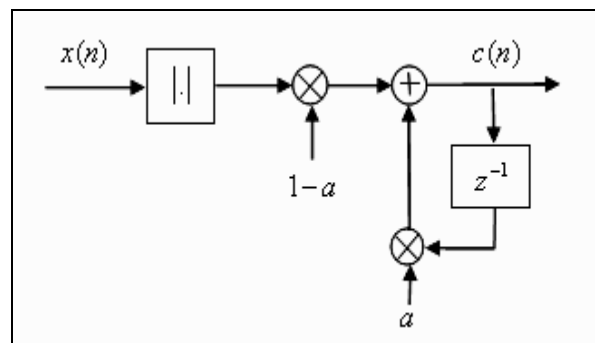 x(n)
c(n)
|.|
+
1-a
z⁻¹
a